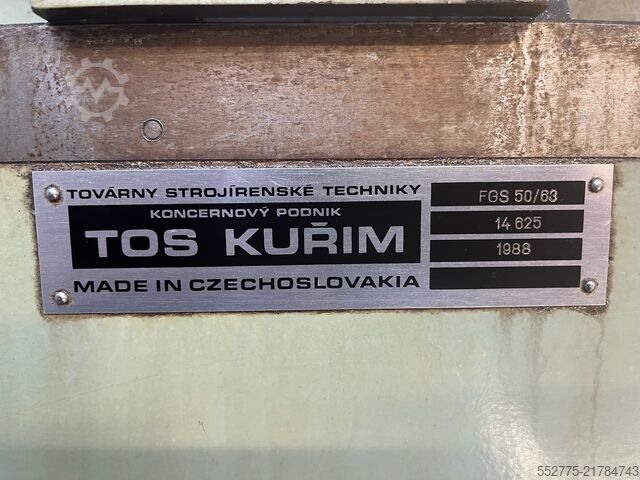 TOVÁRNY STROJÍRENSKÉ TECHNIKY
KONCERNOVÝ PODNIK
TOS KUŘIM
MADE IN CZECHOSLOVAKIA
FGS 50/63
14 625
1988
552775-21784743